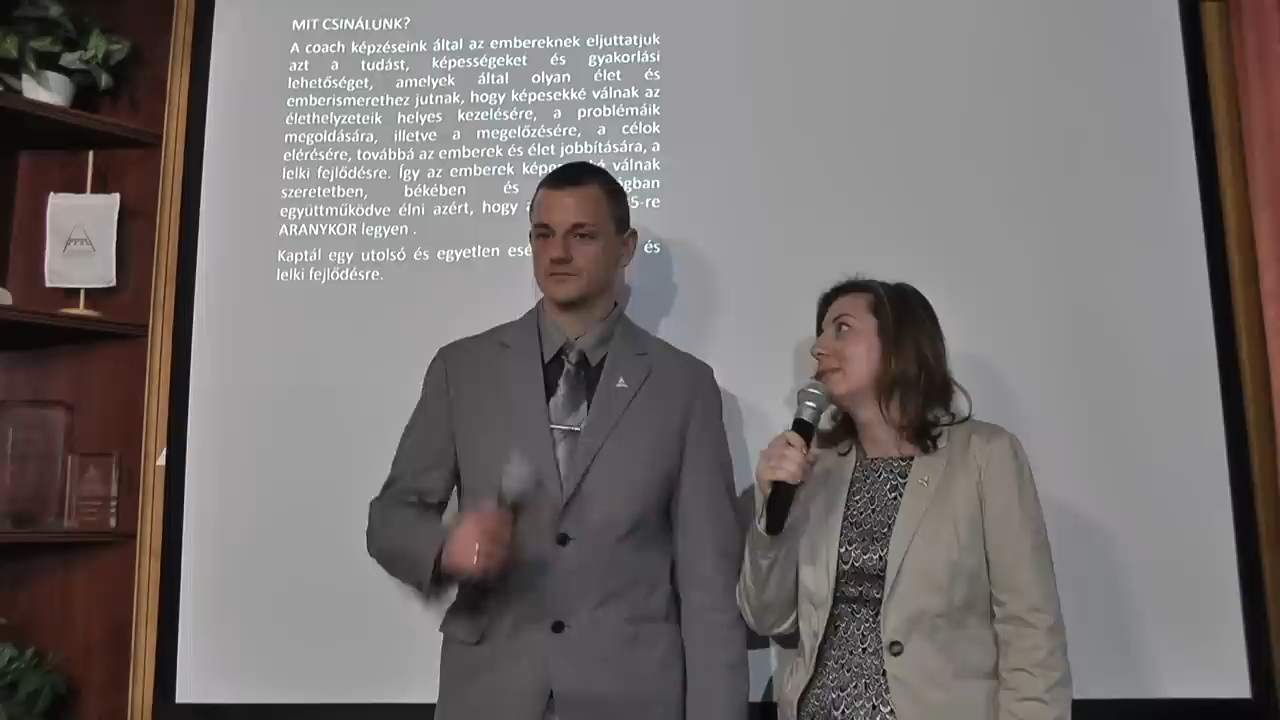 MIT CSINÁLUNK?
A coach képzéseink által az embereknek eljuttatjuk
azt a tudást, képességeket és gyakorlási
lehetőséget, amelyek által olyan élet és
emberismerethez jutnak, hogy képesekké válnak az
élethelyzeteik helyes kezelésére, a problémáik
megoldására, illetve a megelőzésére, a célok
elérésére, továbbá az emberek és élet jobbítására, a
lelki fejlődésre. Így az emberek válnak
szeretetben, békében és
együttműködve élni azért, hogy
ARANYKOR legyen .
Kaptál egy utolsó és egyetlen és
lelki fejlődésre.